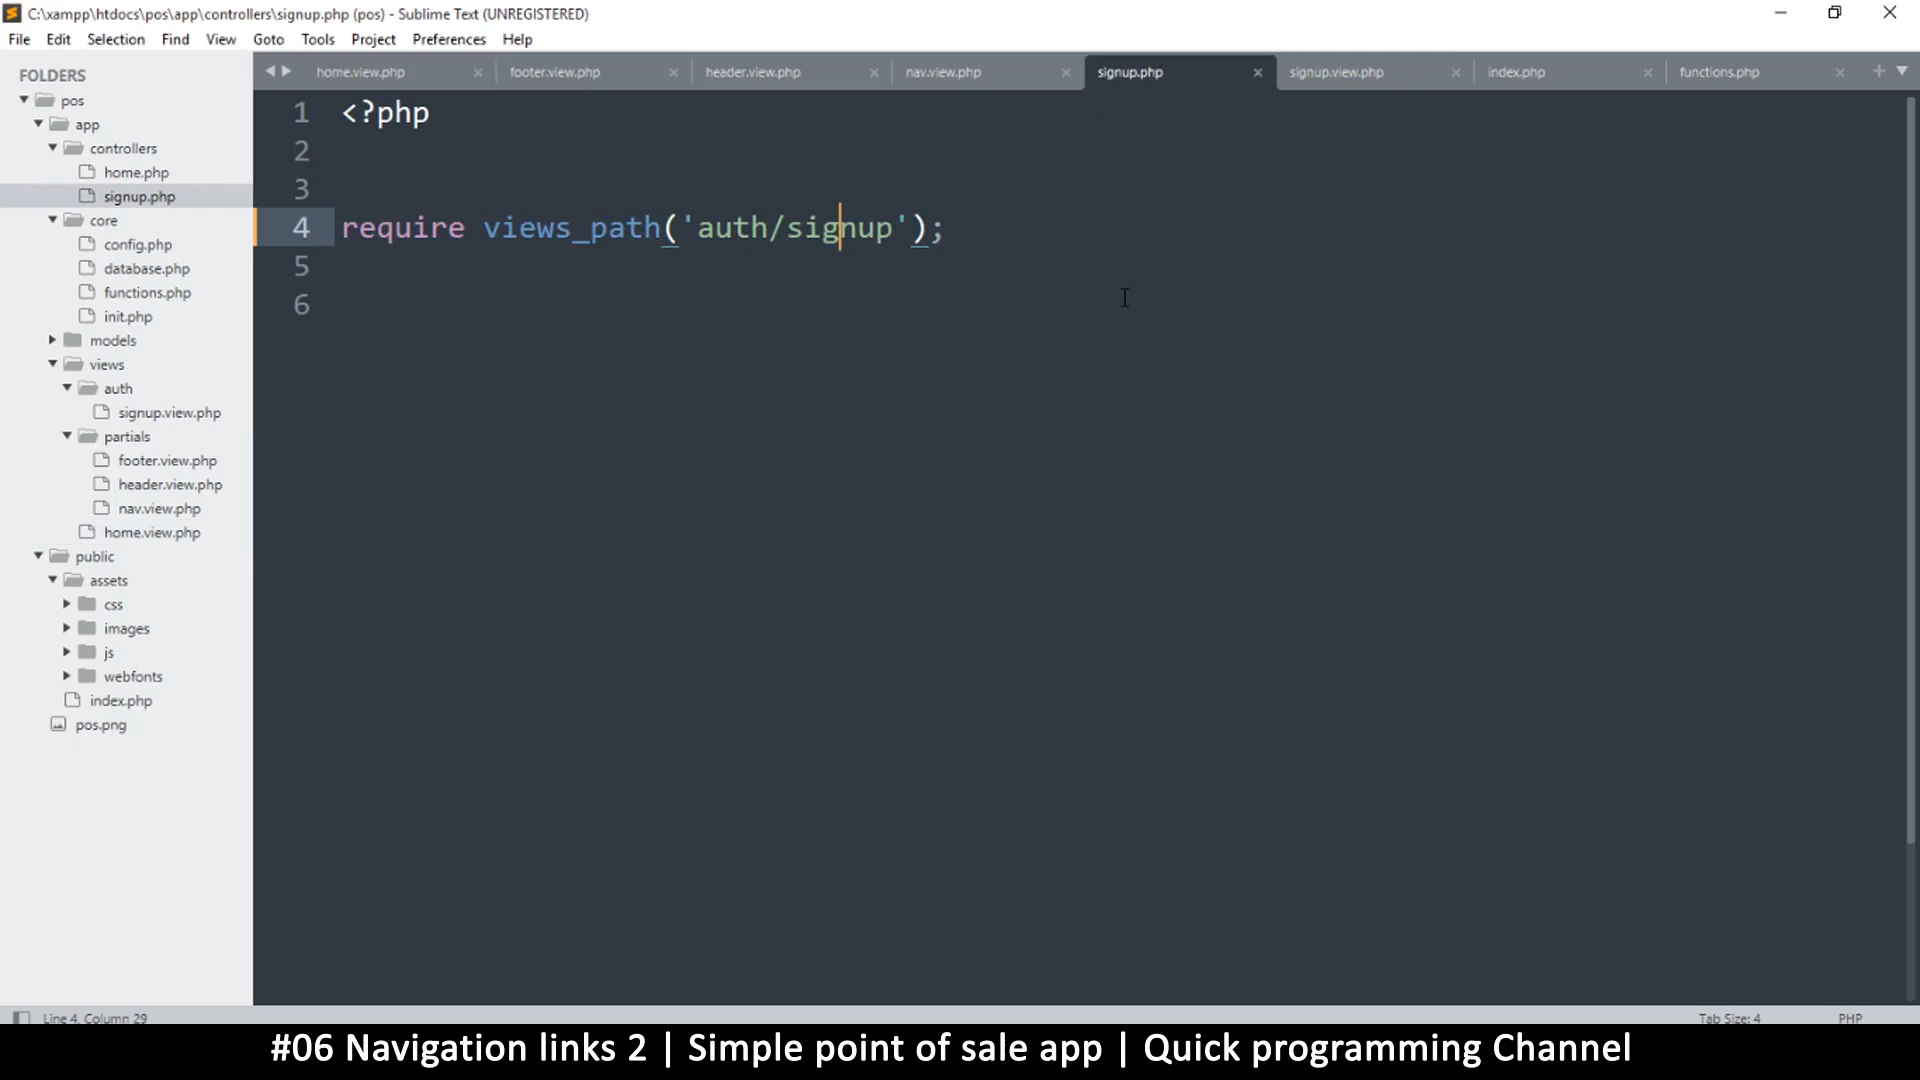 C:\xampp\htdocs\pos\app\controllers\signup.php (pos) - Sublime Text (UNREGISTERED)
File Edit Selection Find View Goto Tools Project Preferences Help
FOLDERS
pos
app
controllers
home.php
signup.php
core
config.php
database.php
functions.php
init.php
models
views
auth
signup.view.php
partials
footer.view.php
header.view.php
nav.view.php
home.view.php
public
assets
css
images
js
webfonts
index.php
pos.png
home.view.php footer.view.php header.view.php nav.view.php signup.php signup.view.php index.php functions.php
1 <?php
2
3
4 require views_path('auth/signup');
5
6
Line 4, Column 29 Tab Size: 4 PHP
#06 Navigation links 2 | Simple point of sale app | Quick programming Channel